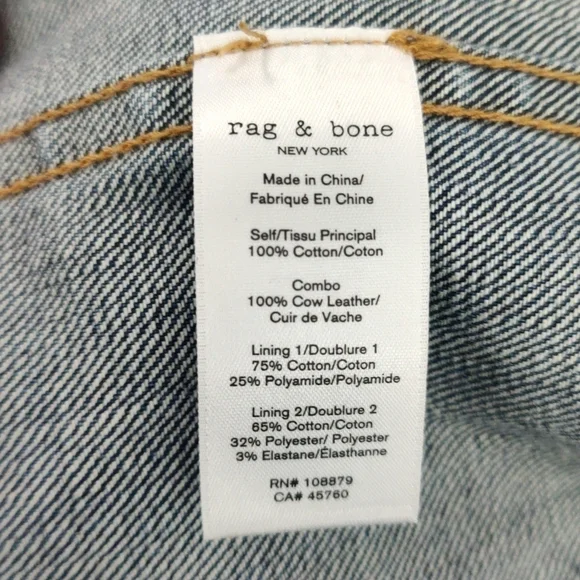 rag & bone
NEW YORK
Made in China/
Fabriqué En Chine
Self/Tissu Principal
100% Cotton/Coton
Combo
100% Cow Leather/
Cuir de Vache
Lining 1/Doublure 1
75% Cotton/Coton
25% Polyamide/Polyamide
Lining 2/Doublure 2
65% Cotton/Coton
32% Polyester/ Polyester
3% Elastane/Élasthanne
RN# 108879
CA# 45760